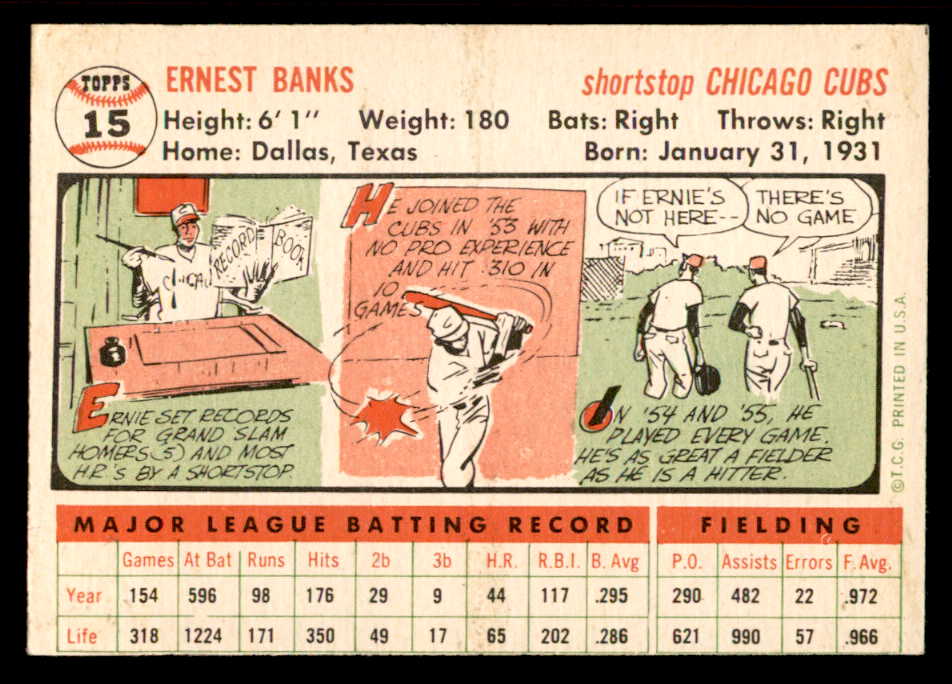 TOPPS
15
ERNEST BANKS
shortstop CHICAGO CUBS
Height: 6' 1" Weight: 180 Bats: Right Throws: Right
Home: Dallas, Texas Born: January 31, 1931
RECORD BOOK
CHICAG
ERNIE SET RECORDS
FOR GRAND SLAM
HOMERS (5) AND MOST
H.R.'S BY A SHORTSTOP.
HE JOINED THE
CUBS IN '53 WITH
NO PRO EXPERIENCE
AND HIT .310 IN
10
GAMES
IF ERNIE'S
NOT HERE--
THERE'S
NO GAME
IN '54 AND '55, HE
PLAYED EVERY GAME.
HE'S AS GREAT A FIELDER
AS HE IS A HITTER.
©T.C.G. PRINTED IN U.S.A.
MAJOR LEAGUE BATTING RECORD FIELDING
Games At Bat Runs Hits 2b 3b H.R. R.B.I. B. Avg P.O. Assists Errors F. Avg.
Year 154 596 98 176 29 9 44 117 .295 290 482 22 .972
Life 318 1224 171 350 49 17 65 202 .286 621 990 57 .966